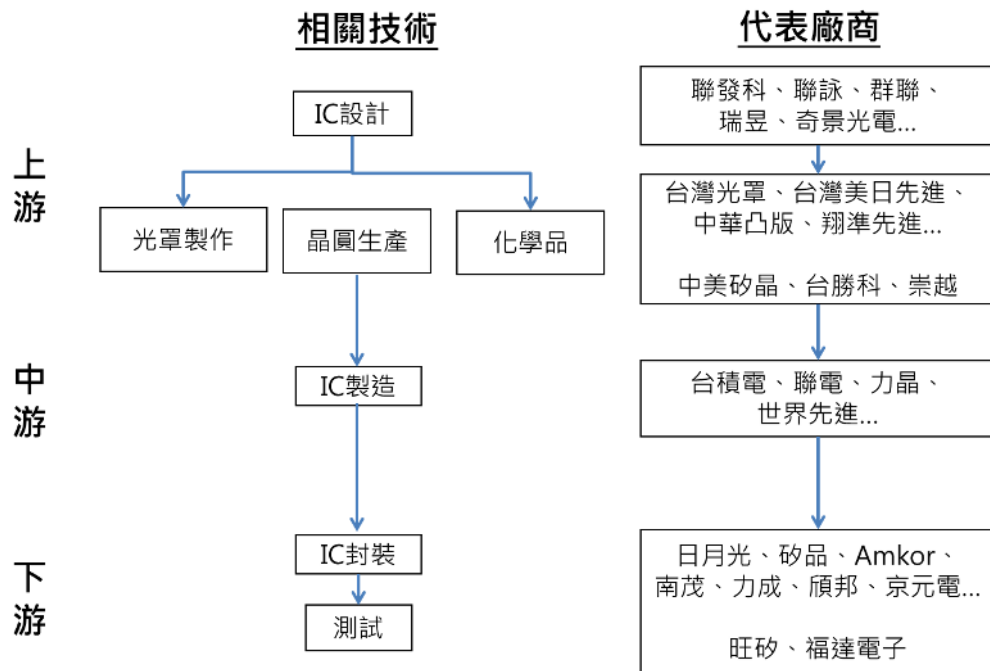 相關技術
代表廠商
上游
IC設計
聯發科、聯詠、群聯、
瑞昱、奇景光電...
光罩製作
晶圓生產
化學品
台灣光罩、台灣美日先進、
中華凸版、翔準先進...
中美矽晶、台勝科、崇越
中游
IC製造
台積電、聯電、力晶、
世界先進...
下游
IC封裝
測試
日月光、矽品、Amkor、
南茂、力成、頎邦、京元電...
旺矽、福達電子